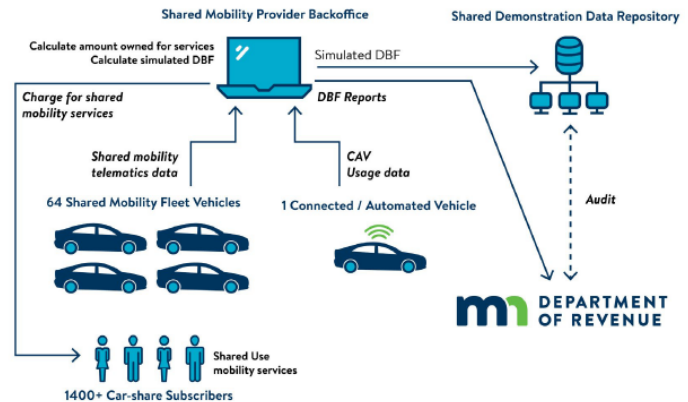 Shared Mobility Provider Backoffice
Shared Demonstration Data Repository
Calculate amount owned for services
Calculate simulated DBF
Simulated DBF
Charge for shared
mobility services
DBF Reports
Shared mobility
telematics data
CAV
Usage data
64 Shared Mobility Fleet Vehicles
1 Connected / Automated Vehicle
Audit
mn DEPARTMENT
OF REVENUE
Shared Use
mobility services
1400+ Car-share Subscribers